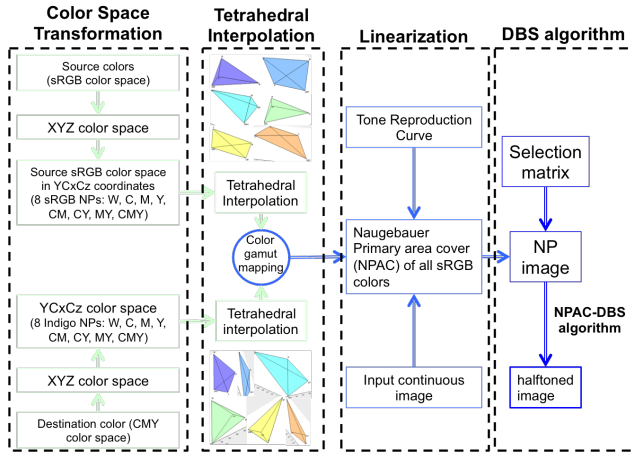 Color Space
Transformation
Tetrahedral
Interpolation
Linearization
DBS algorithm
Source colors
(sRGB color space)
XYZ color space
Source sRGB color space
in YCxCz coordinates
(8 sRGB NPs: W, C, M, Y,
CM, CY, MY, CMY)
YCxCz color space
(8 Indigo NPs: W, C, M, Y,
CM, CY, MY, CMY)
XYZ color space
Destination color (CMY
color space)
Tetrahedral
Interpolation
Color
gamut
mapping
Tetrahedral
interpolation
Tone Reproduction
Curve
Naugebauer
Primary area cover
(NPAC) of all sRGB
colors
Input continuous
image
Selection
matrix
NP
image
NPAC-DBS
algorithm
halftoned
image